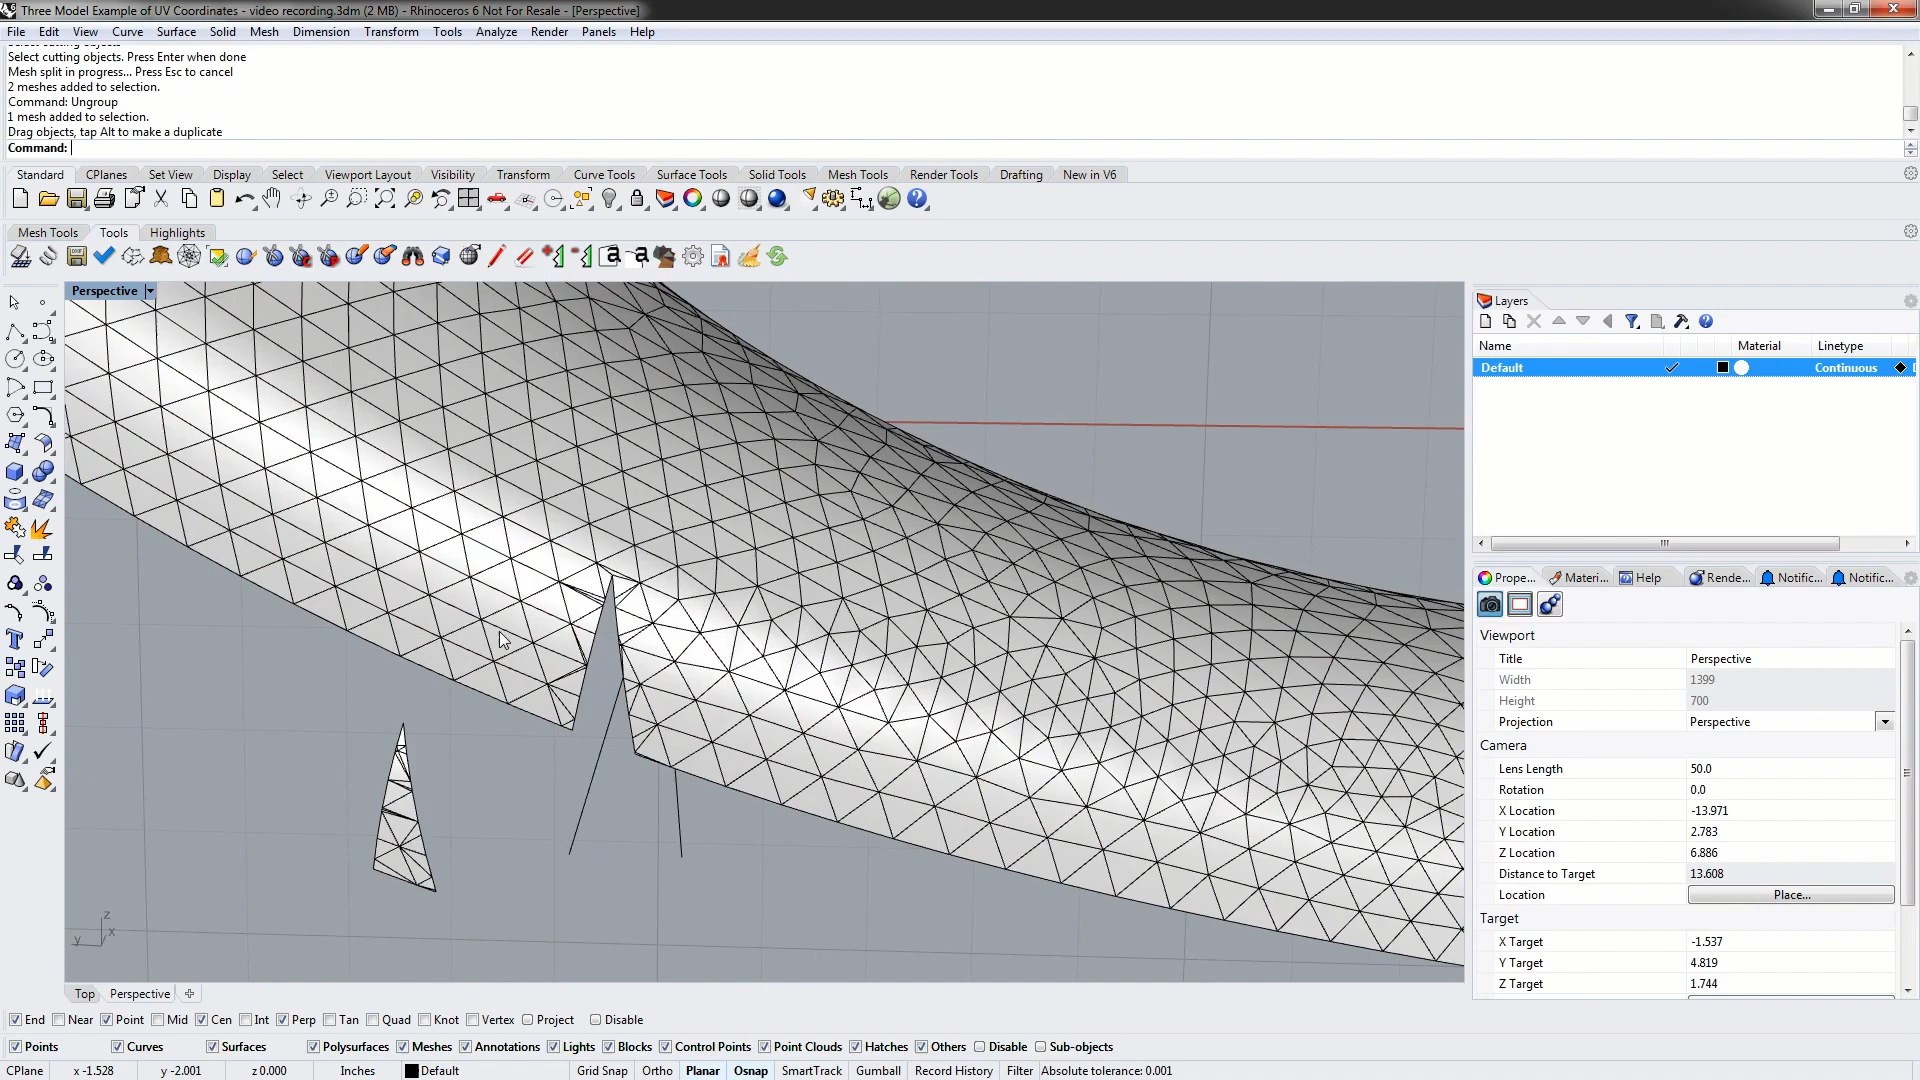 Three Model Example of UV Coordinates - video recording.3dm (2 MB) - Rhinoceros 6 Not For Resale - [Perspective]
File Edit View Curve Surface Solid Mesh Dimension Transform Tools Analyze Render Panels Help
Select cutting objects. Press Enter when done
Mesh split in progress... Press Esc to cancel
2 meshes added to selection.
Command: Ungroup
1 mesh added to selection.
Drag objects, tap Alt to make a duplicate
Command:
Standard CPlanes Set View Display Select Viewport Layout Visibility Transform Curve Tools Surface Tools Solid Tools Mesh Tools Render Tools Drafting New in V6
Mesh Tools Tools Highlights
Perspective
Layers
Name Material Linetype
Default Continuous
Prope... Materi... Help Rende... Notific... Notific...
Viewport
Title Perspective
Width 1399
Height 700
Projection Perspective
Camera
Lens Length 50.0
Rotation 0.0
X Location -13.971
Y Location 2.783
Z Location 6.886
Distance to Target 13.608
Location Place...
Target
X Target -1.537
Y Target 4.819
Z Target 1.744
z
y x
Top Perspective
End Near Point Mid Cen Int Perp Tan Quad Knot Vertex Project Disable
Points Curves Surfaces Polysurfaces Meshes Annotations Lights Blocks Control Points Point Clouds Hatches Others Disable Sub-objects
CPlane x -1.528 y -2.001 z 0.000 Inches Default Grid Snap Ortho Planar Osnap SmartTrack Gumball Record History Filter Absolute tolerance: 0.001